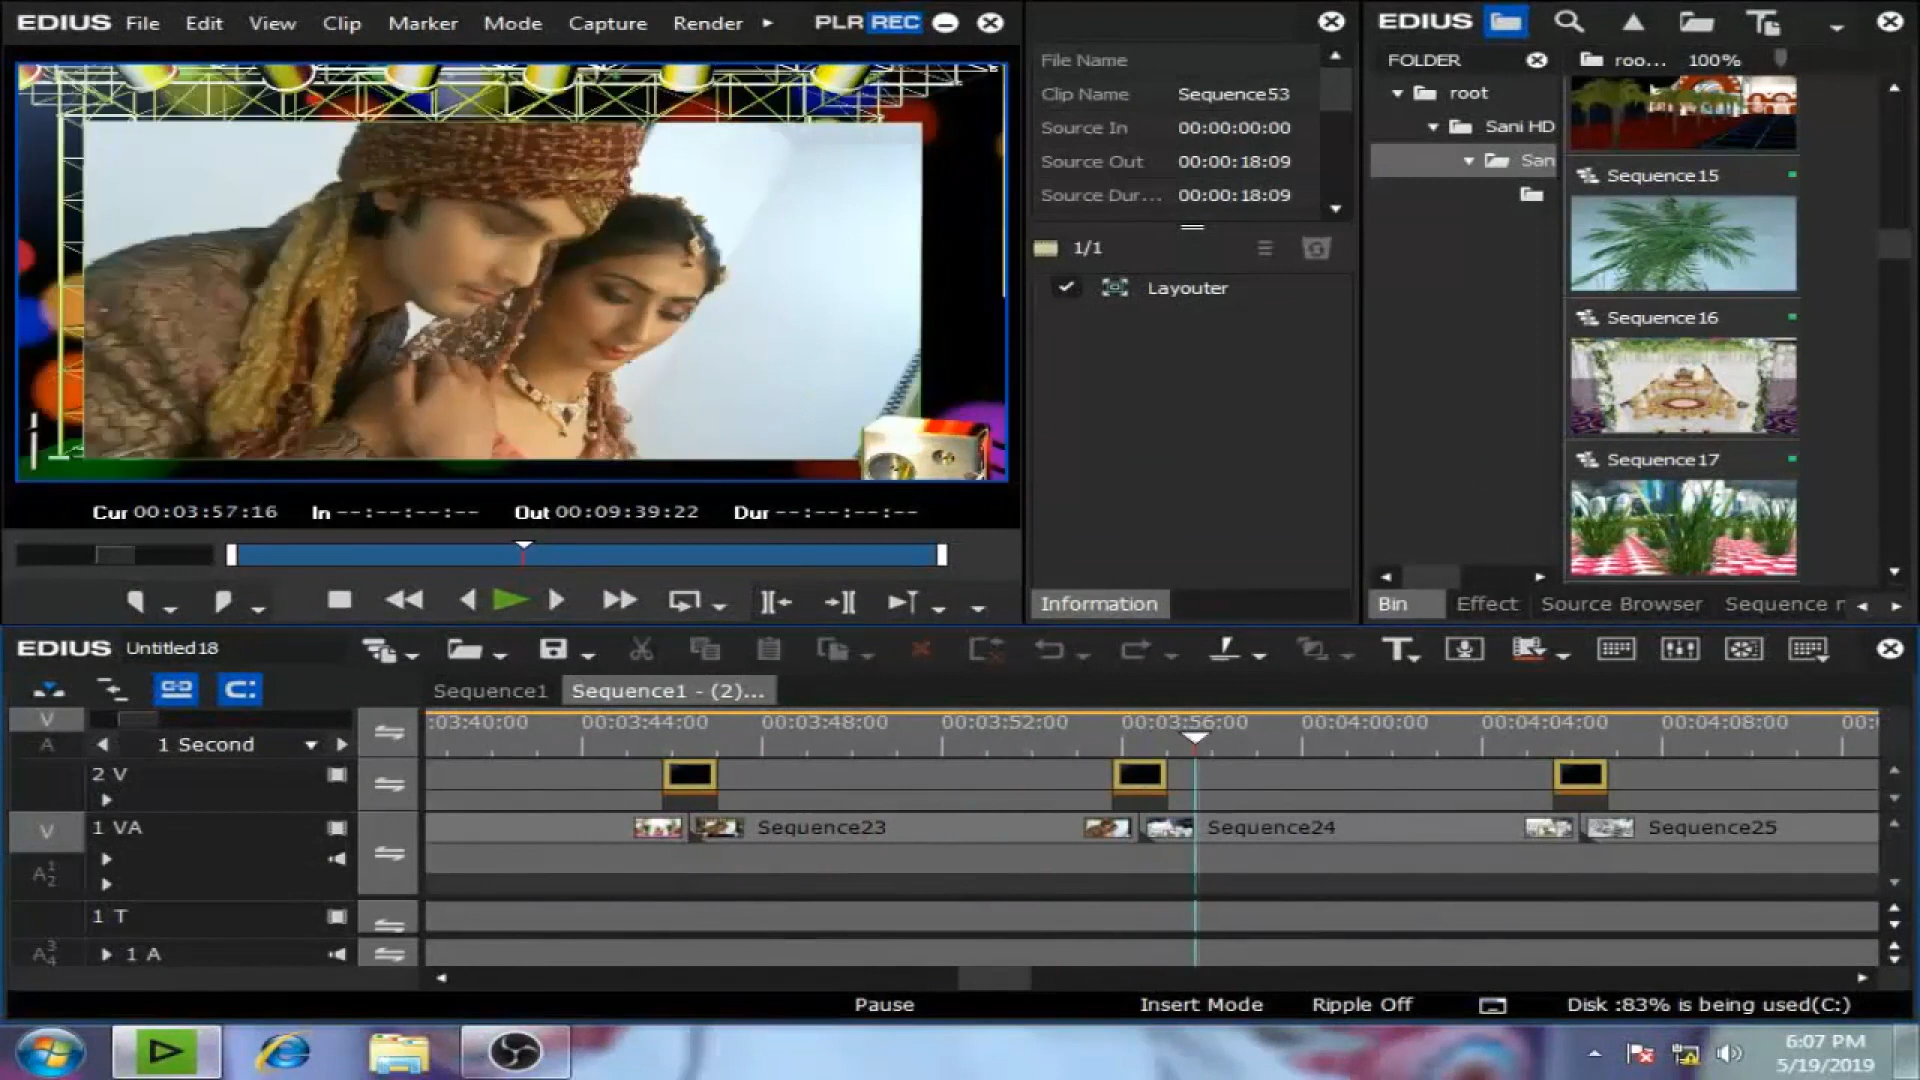 EDIUS File Edit View Clip Marker Mode Capture Render PLR REC
Cur 00:03:57:16 In --:--:--:-- Out 00:09:39:22 Dur --:--:--:--
File Name
Clip Name Sequence53
Source In 00:00:00:00
Source Out 00:00:18:09
Source Dur... 00:00:18:09
1/1
Layouter
Information
EDIUS
FOLDER
roo... 100%
root
Sani HD
San
Sequence15
Sequence16
Sequence17
Bin Effect Source Browser Sequence
EDIUS Untitled18
Sequence1 Sequence1 - (2)...
V
A
1 Second
:03:40:00 00:03:44:00 00:03:48:00 00:03:52:00 00:03:56:00 00:04:00:00 00:04:04:00 00:04:08:00
2 V
V 1 VA Sequence23 Sequence24 Sequence25
A12
1 T
A34 1 A
Pause Insert Mode Ripple Off Disk :83% is being used(C:)
6:07 PM
5/19/2019